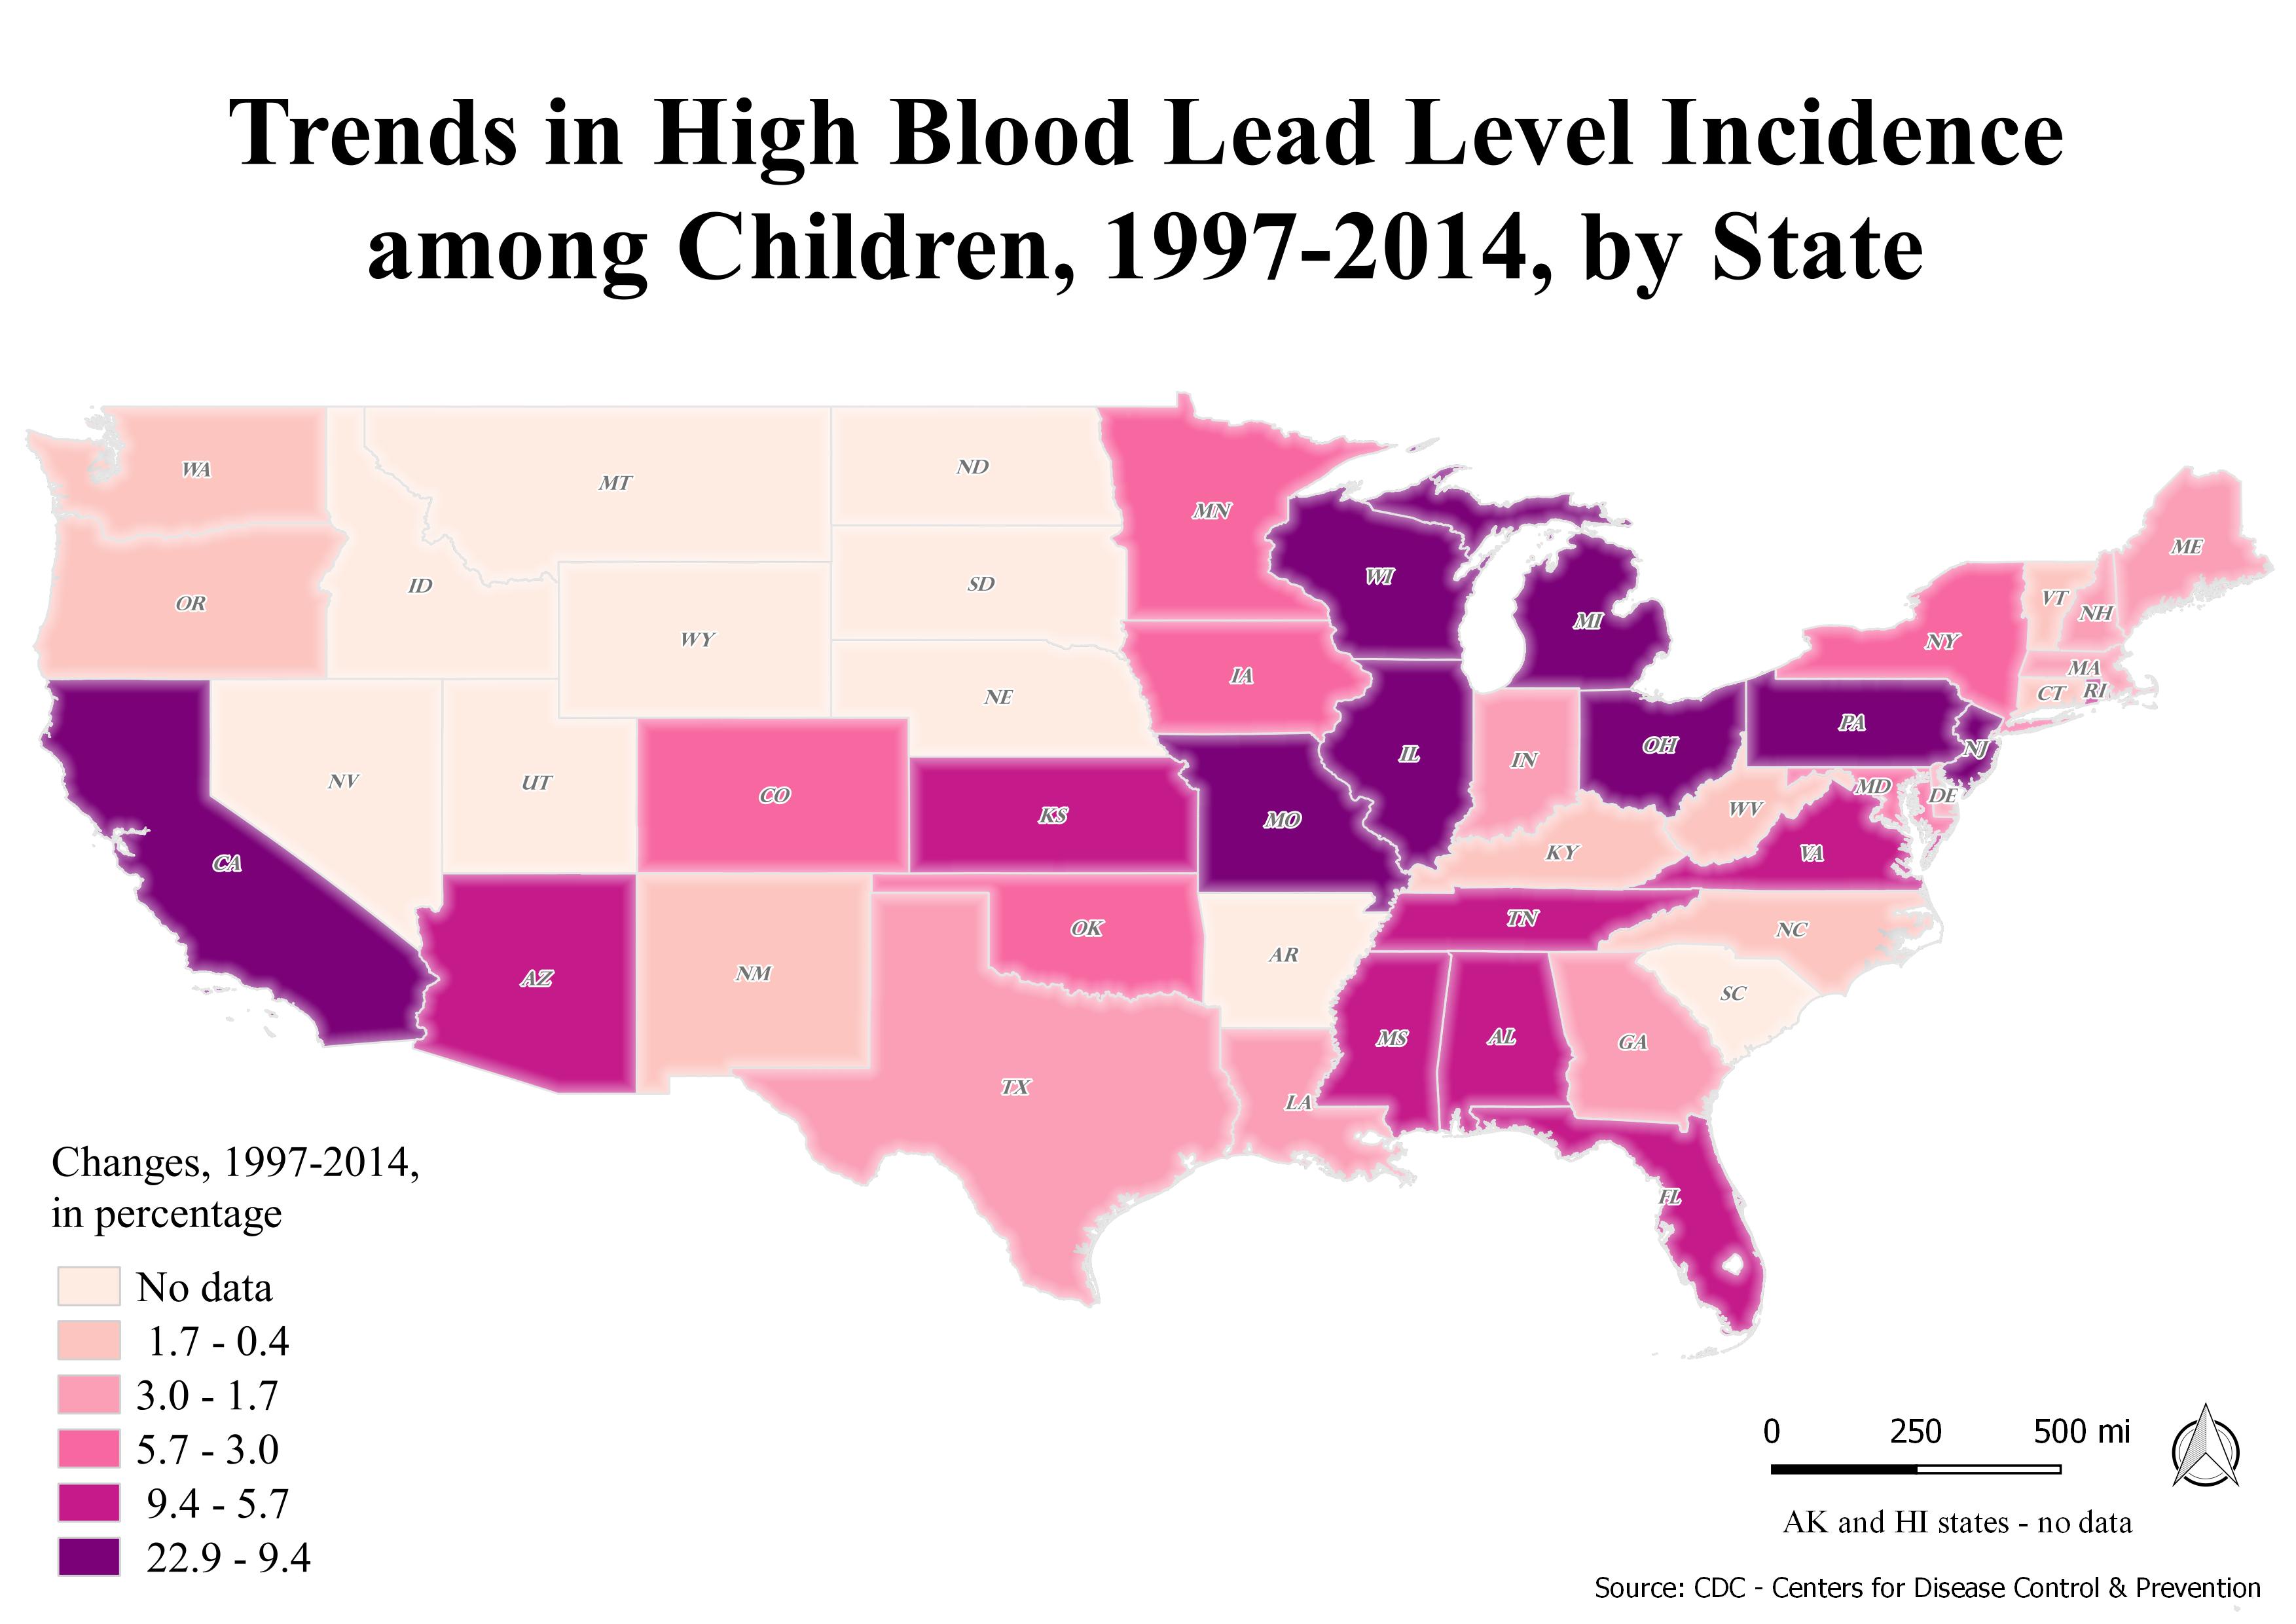 Trends in High Blood Lead Level Incidence
among Children, 1997-2014, by State
WA
MT
ND
MN
OR
ID
SD
WI
MI
ME
WY
VT
NH
NY
IA
NE
MA
CT
RI
PA
NV
UT
CO
KS
MO
IL
IN
OH
NJ
WV
MD
DE
CA
KY
VA
AZ
NM
OK
AR
TN
NC
SC
TX
LA
MS
AL
GA
FL
Changes, 1997-2014,
in percentage
No data
1.7 - 0.4
3.0 - 1.7
5.7 - 3.0
9.4 - 5.7
22.9 - 9.4
0 250 500 mi
AK and HI states - no data
Source: CDC - Centers for Disease Control & Prevention